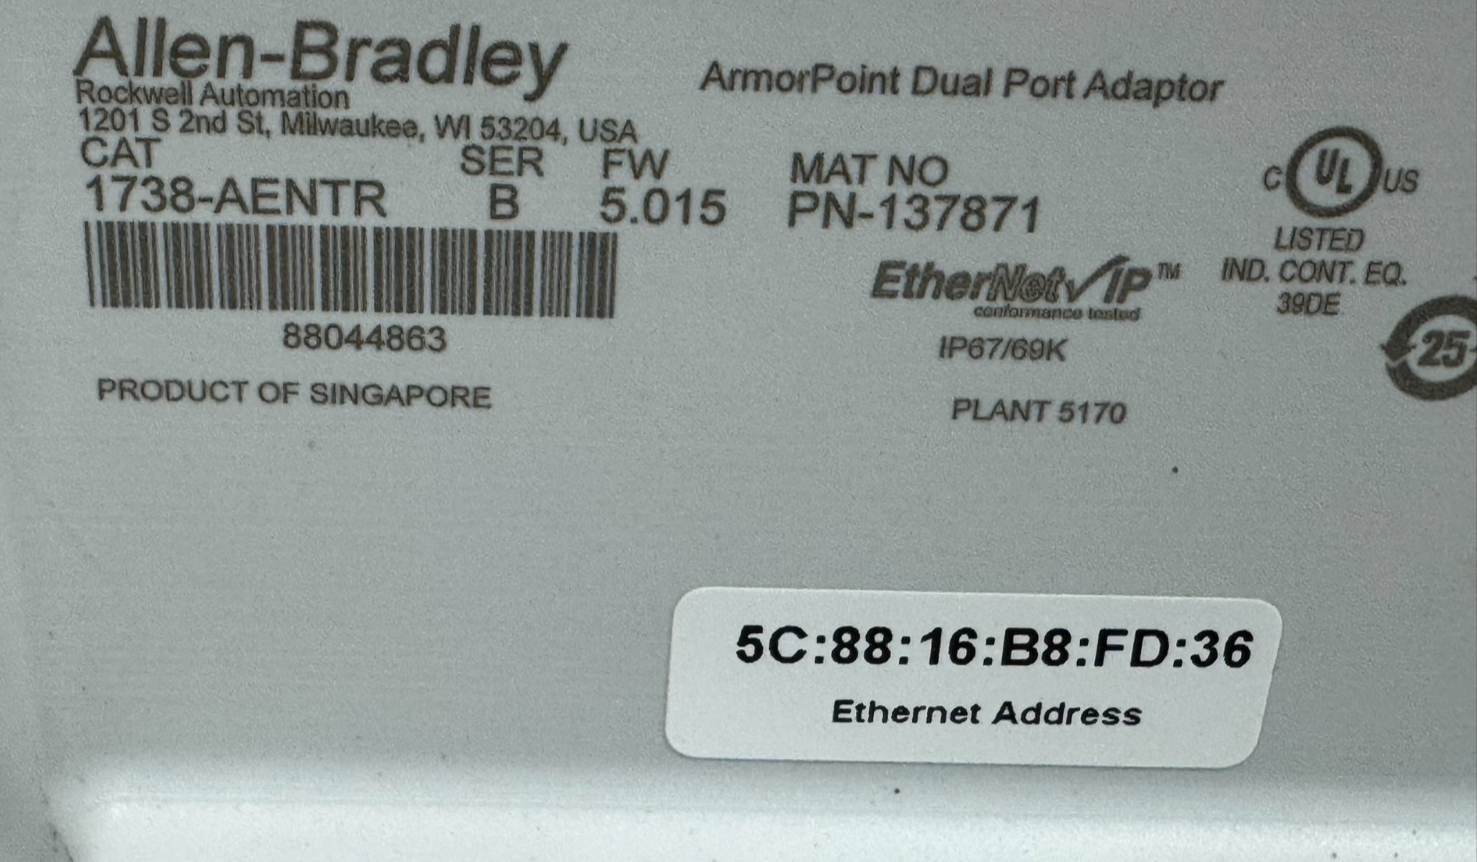 Allen-Bradley
Rockwell Automation
1201 S 2nd St, Milwaukee, WI 53204, USA
ArmorPoint Dual Port Adaptor
CAT SER FW MAT NO
1738-AENTR B 5.015 PN-137871
88044863
PRODUCT OF SINGAPORE
EtherNet/IP™
conformance tested
IP67/69K
PLANT 5170
C UL US
LISTED
IND. CONT. EQ.
39DE
25
5C:88:16:B8:FD:36
Ethernet Address